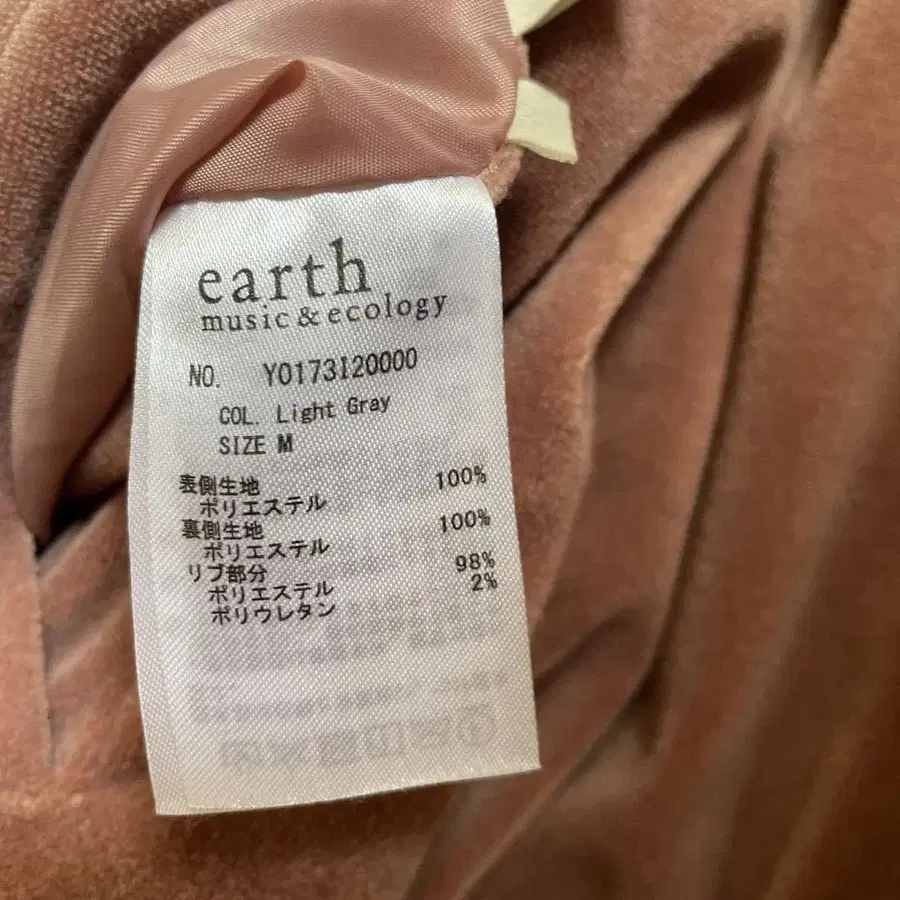 earth
music & ecology
NO. Y0173I20000
COL. Light Gray
SIZE M
表側生地 100%
ポリエステル
裏側生地 100%
ポリエステル
リブ部分
ポリエステル 98%
ポリウレタン 2%